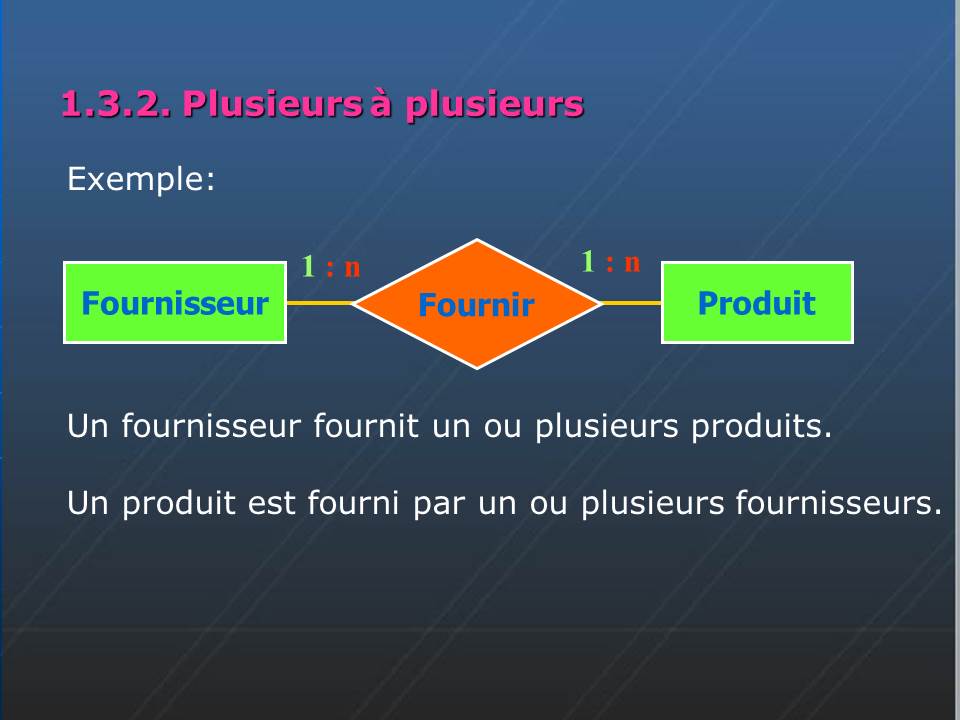 1.3.2. Plusieurs à plusieurs
Exemple:
1 : n
1 : n
Fournisseur
Fournir
Produit
Un fournisseur fournit un ou plusieurs produits.
Un produit est fourni par un ou plusieurs fournisseurs.